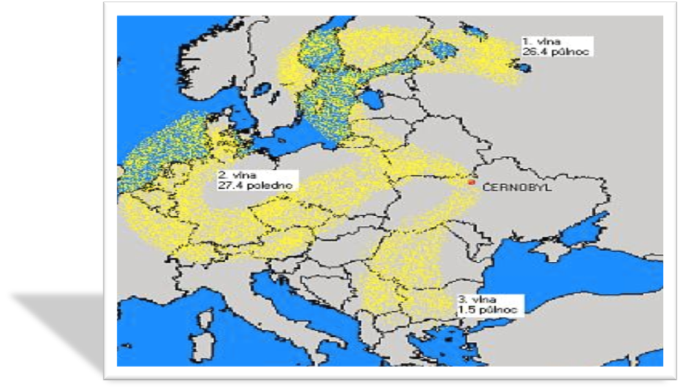 1. vlna
26.4 půlnoc
2. vlna
27.4 poledno
ČERNOBYL
3. vlna
1.5 půlnoc